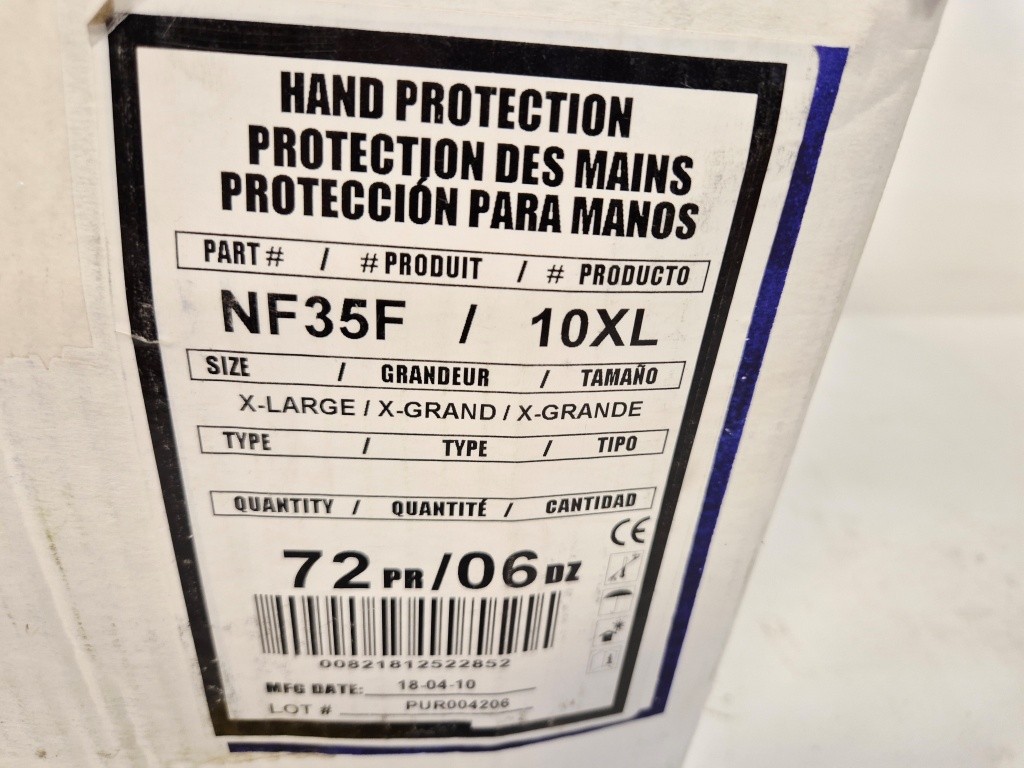 HAND PROTECTION
PROTECTION DES MAINS
PROTECCIÓN PARA MANOS
PART # / # PRODUIT / # PRODUCTO
NF35F / 10XL
SIZE / GRANDEUR / TAMAÑO
X-LARGE / X-GRAND / X-GRANDE
TYPE / TYPE / TIPO
QUANTITY / QUANTITÉ / CANTIDAD
CE
72 PR / 06 DZ
00821812522852
MFG DATE: 18-04-10
LOT # PUR004206